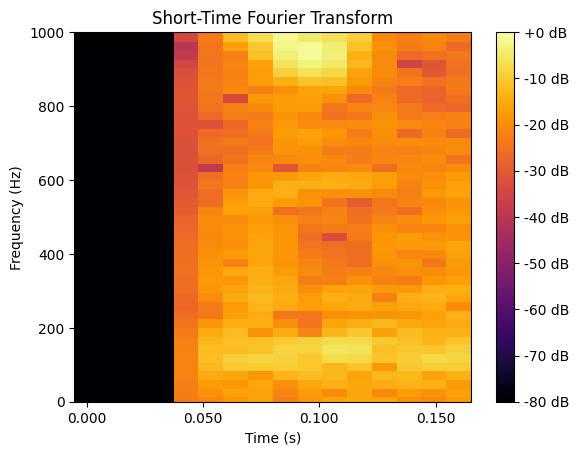 Short-Time Fourier Transform
Frequency (Hz)
1000
800
600
400
200
0
0.000
0.050
0.100
0.150
Time (s)
+0 dB
-10 dB
-20 dB
-30 dB
-40 dB
-50 dB
-60 dB
-70 dB
-80 dB